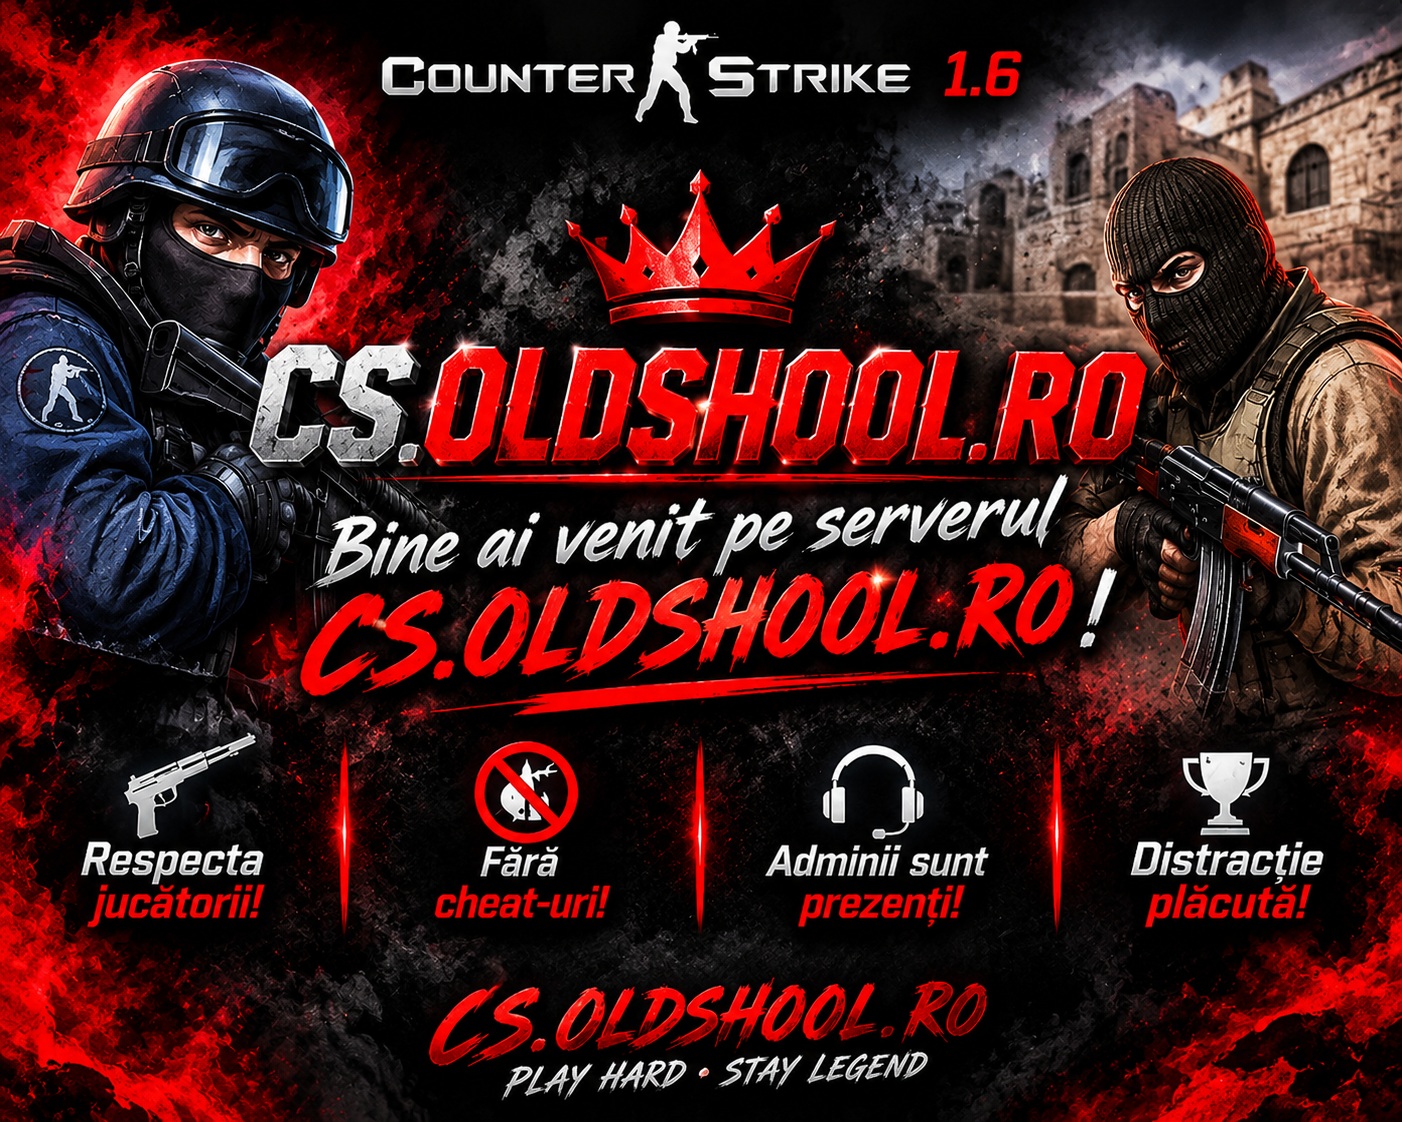 COUNTER STRIKE 1.6
CS.OLDSHOOL.RO
Bine ai venit pe serverul
CS.OLDSHOOL.RO!
Respecta
jucătorii!
Fără
cheat-uri!
Adminii sunt
prezenți!
Distracție
plăcută!
CS.OLDSHOOL.RO
PLAY HARD • STAY LEGEND